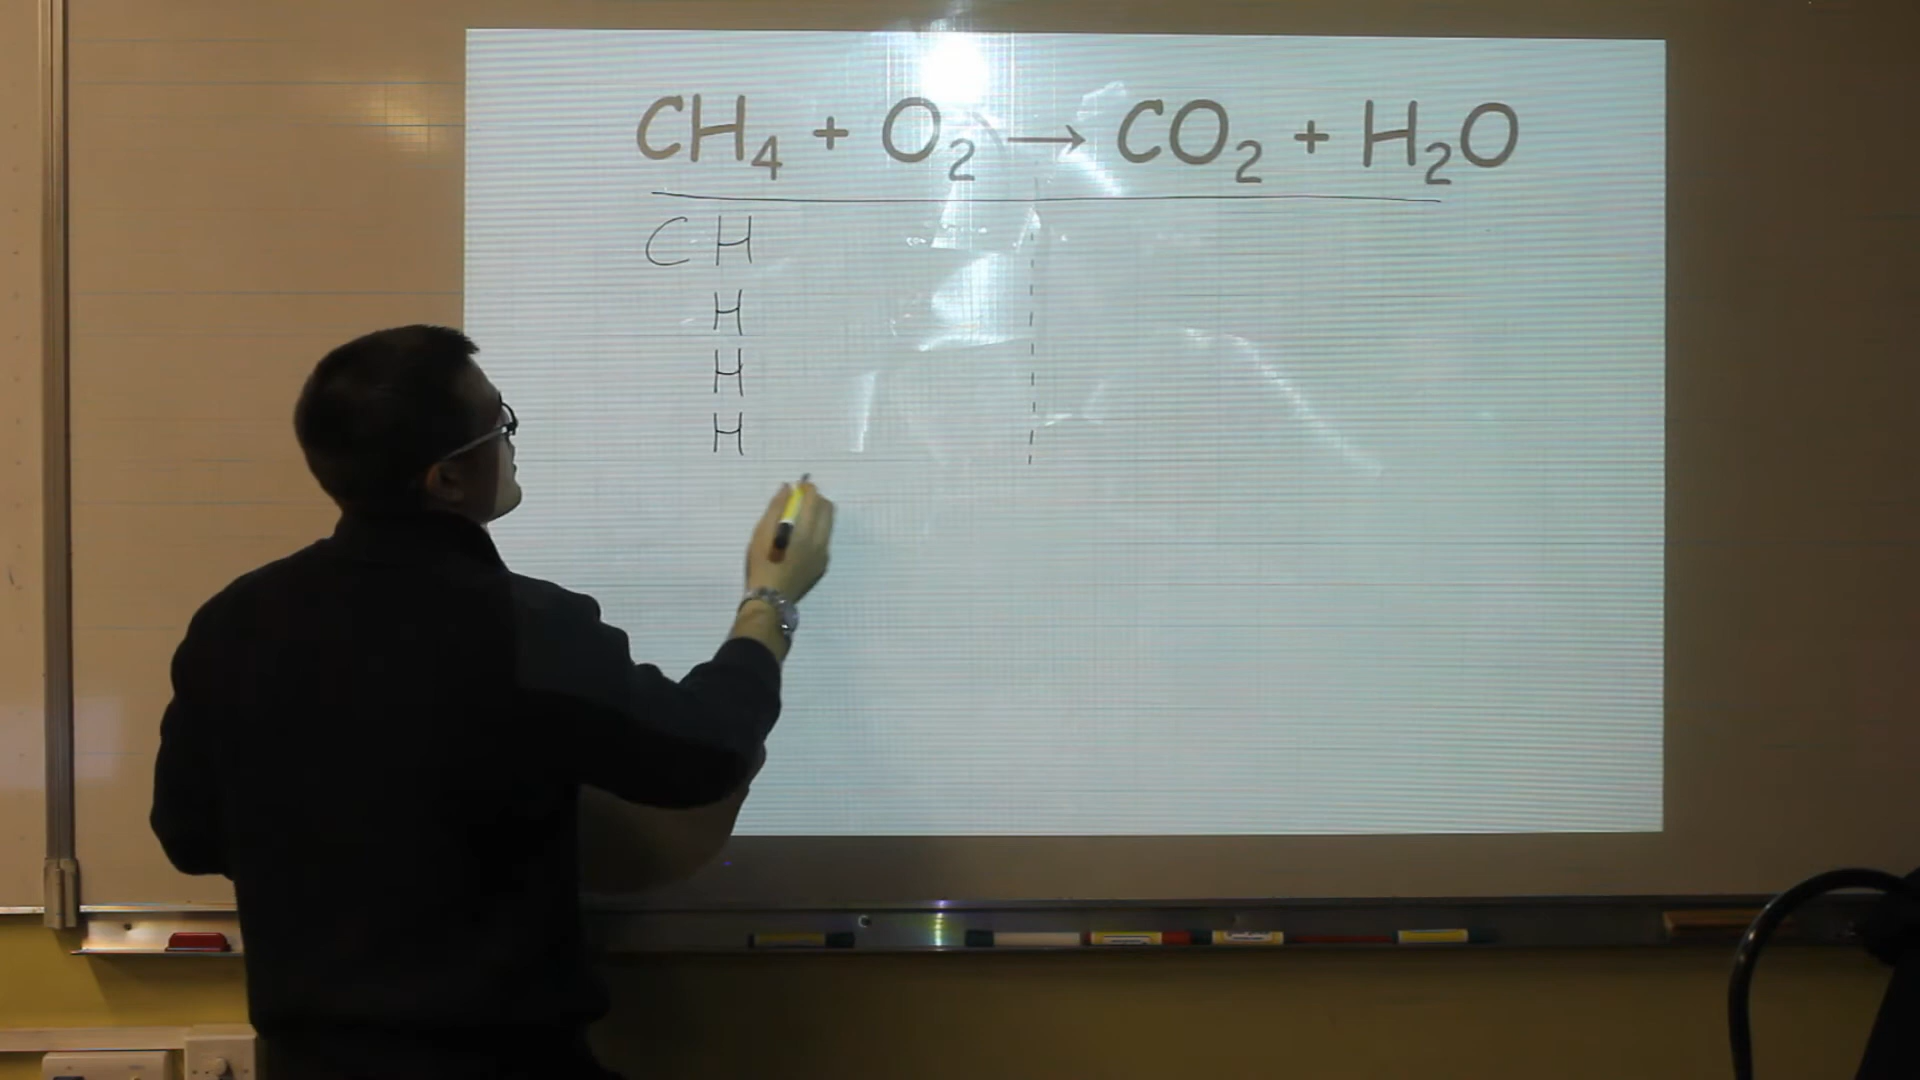 CH₄ + O₂ → CO₂ + H₂O
C H
H
H
H